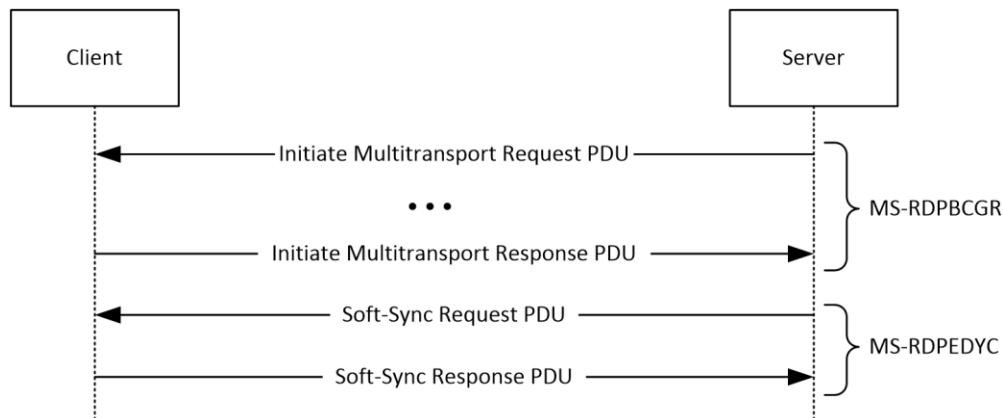 Client
Server
Initiate Multitransport Request PDU
MS-RDPBCGR
Initiate Multitransport Response PDU
Soft-Sync Request PDU
MS-RDPEDYC
Soft-Sync Response PDU